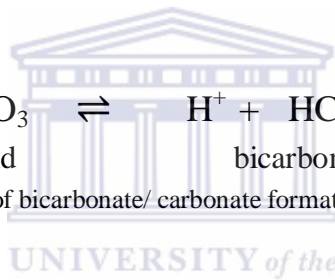 O₃ ⇌ H⁺ + HC
d bicarbon
of bicarbonate/ carbonate format
UNIVERSITY of the